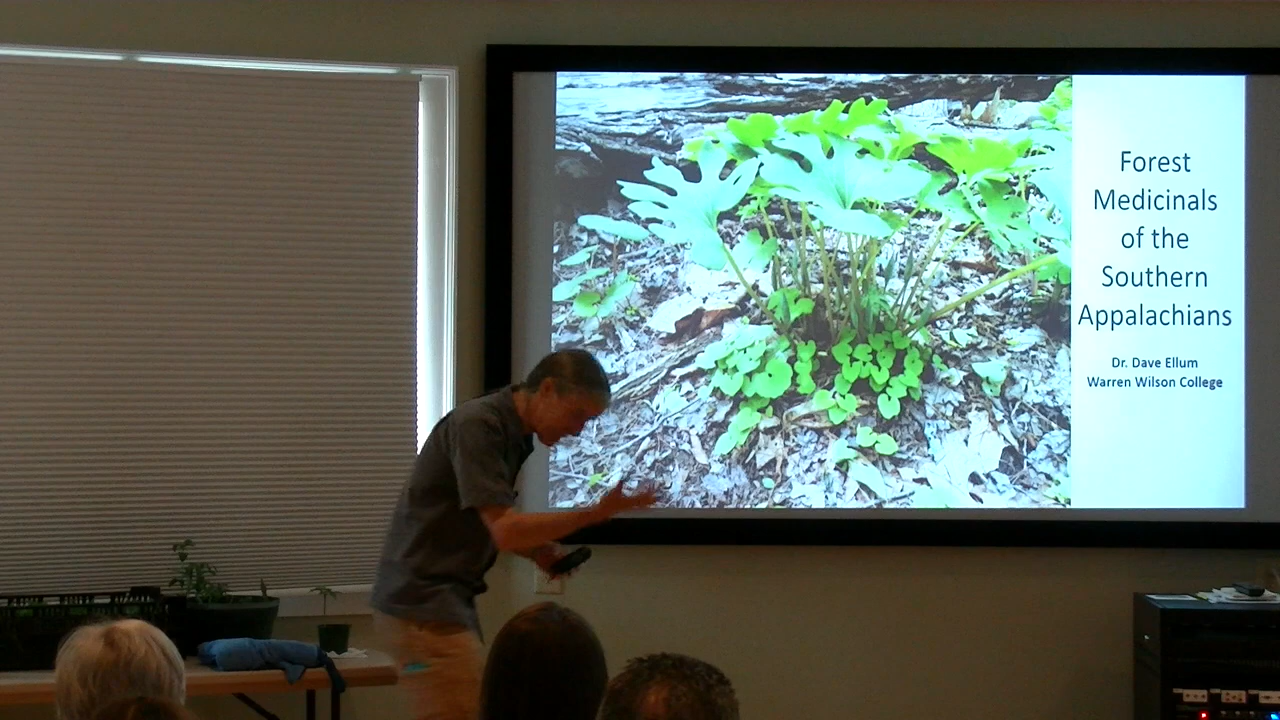 Forest
Medicinals
of the
Southern
Appalachians
Dr. Dave Ellum
Warren Wilson College